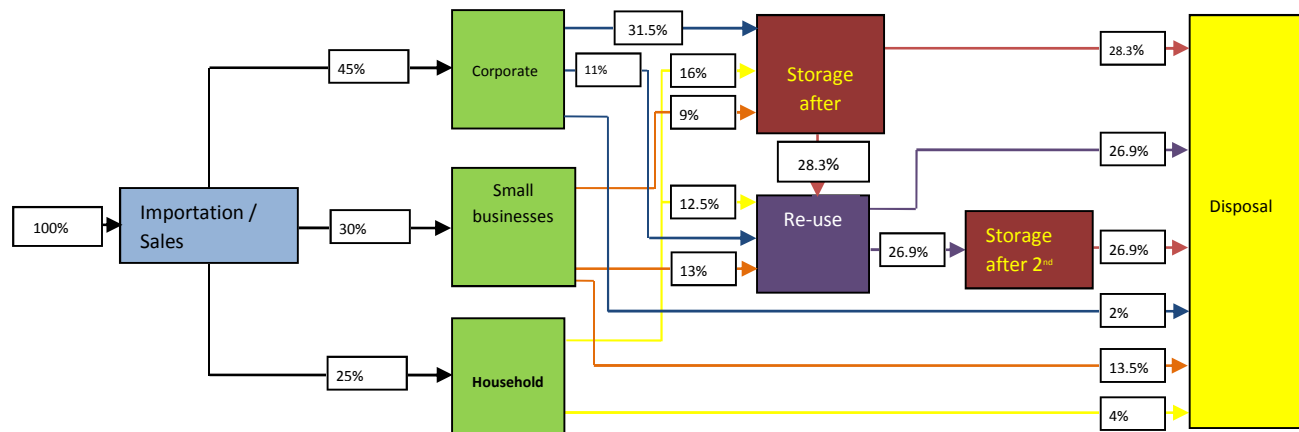 100%
Importation /
Sales
45%
30%
25%
Corporate
Small
businesses
Household
31.5%
11%
16%
9%
12.5%
13%
Storage
after
28.3%
Re-use
26.9%
Storage
after 2nd
28.3%
26.9%
26.9%
2%
13.5%
4%
Disposal